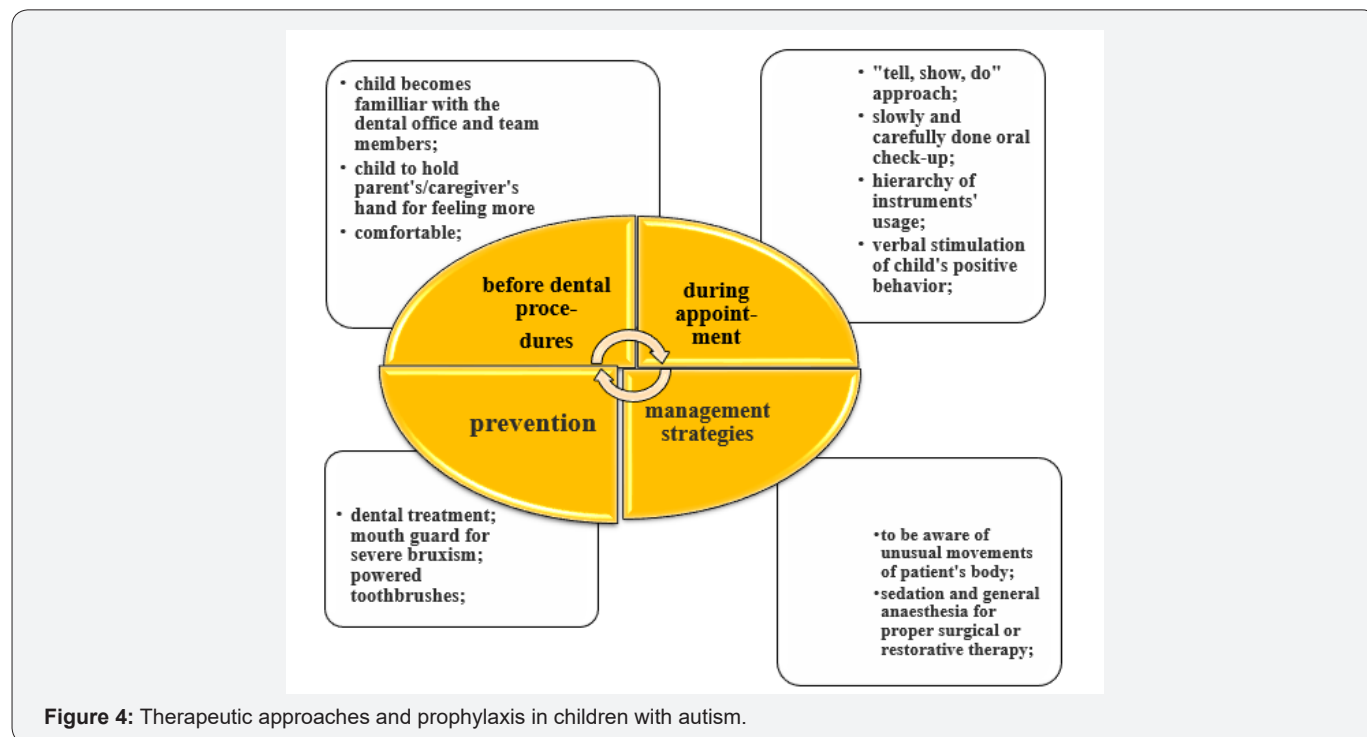 • child becomes
familliar with the
dental office and team
members;
• child to hold
parent's/caregiver's
hand for feeling more
• comfortable;
• "tell, show, do"
approach;
• slowly and
carefully done oral
check-up;
• hierarchy of
instruments'
usage;
• verbal stimulation
of child's positive
behavior;
before dental
proce-
dures
during
appoint-
ment
prevention
management
strategies
• dental treatment;
mouth guard for
severe bruxism;
powered
toothbrushes;
•to be aware of
unusual movements
of patient's body;
•sedation and general
anaesthesia for
proper surgical or
restorative therapy;
Figure 4: Therapeutic approaches and prophylaxis in children with autism.